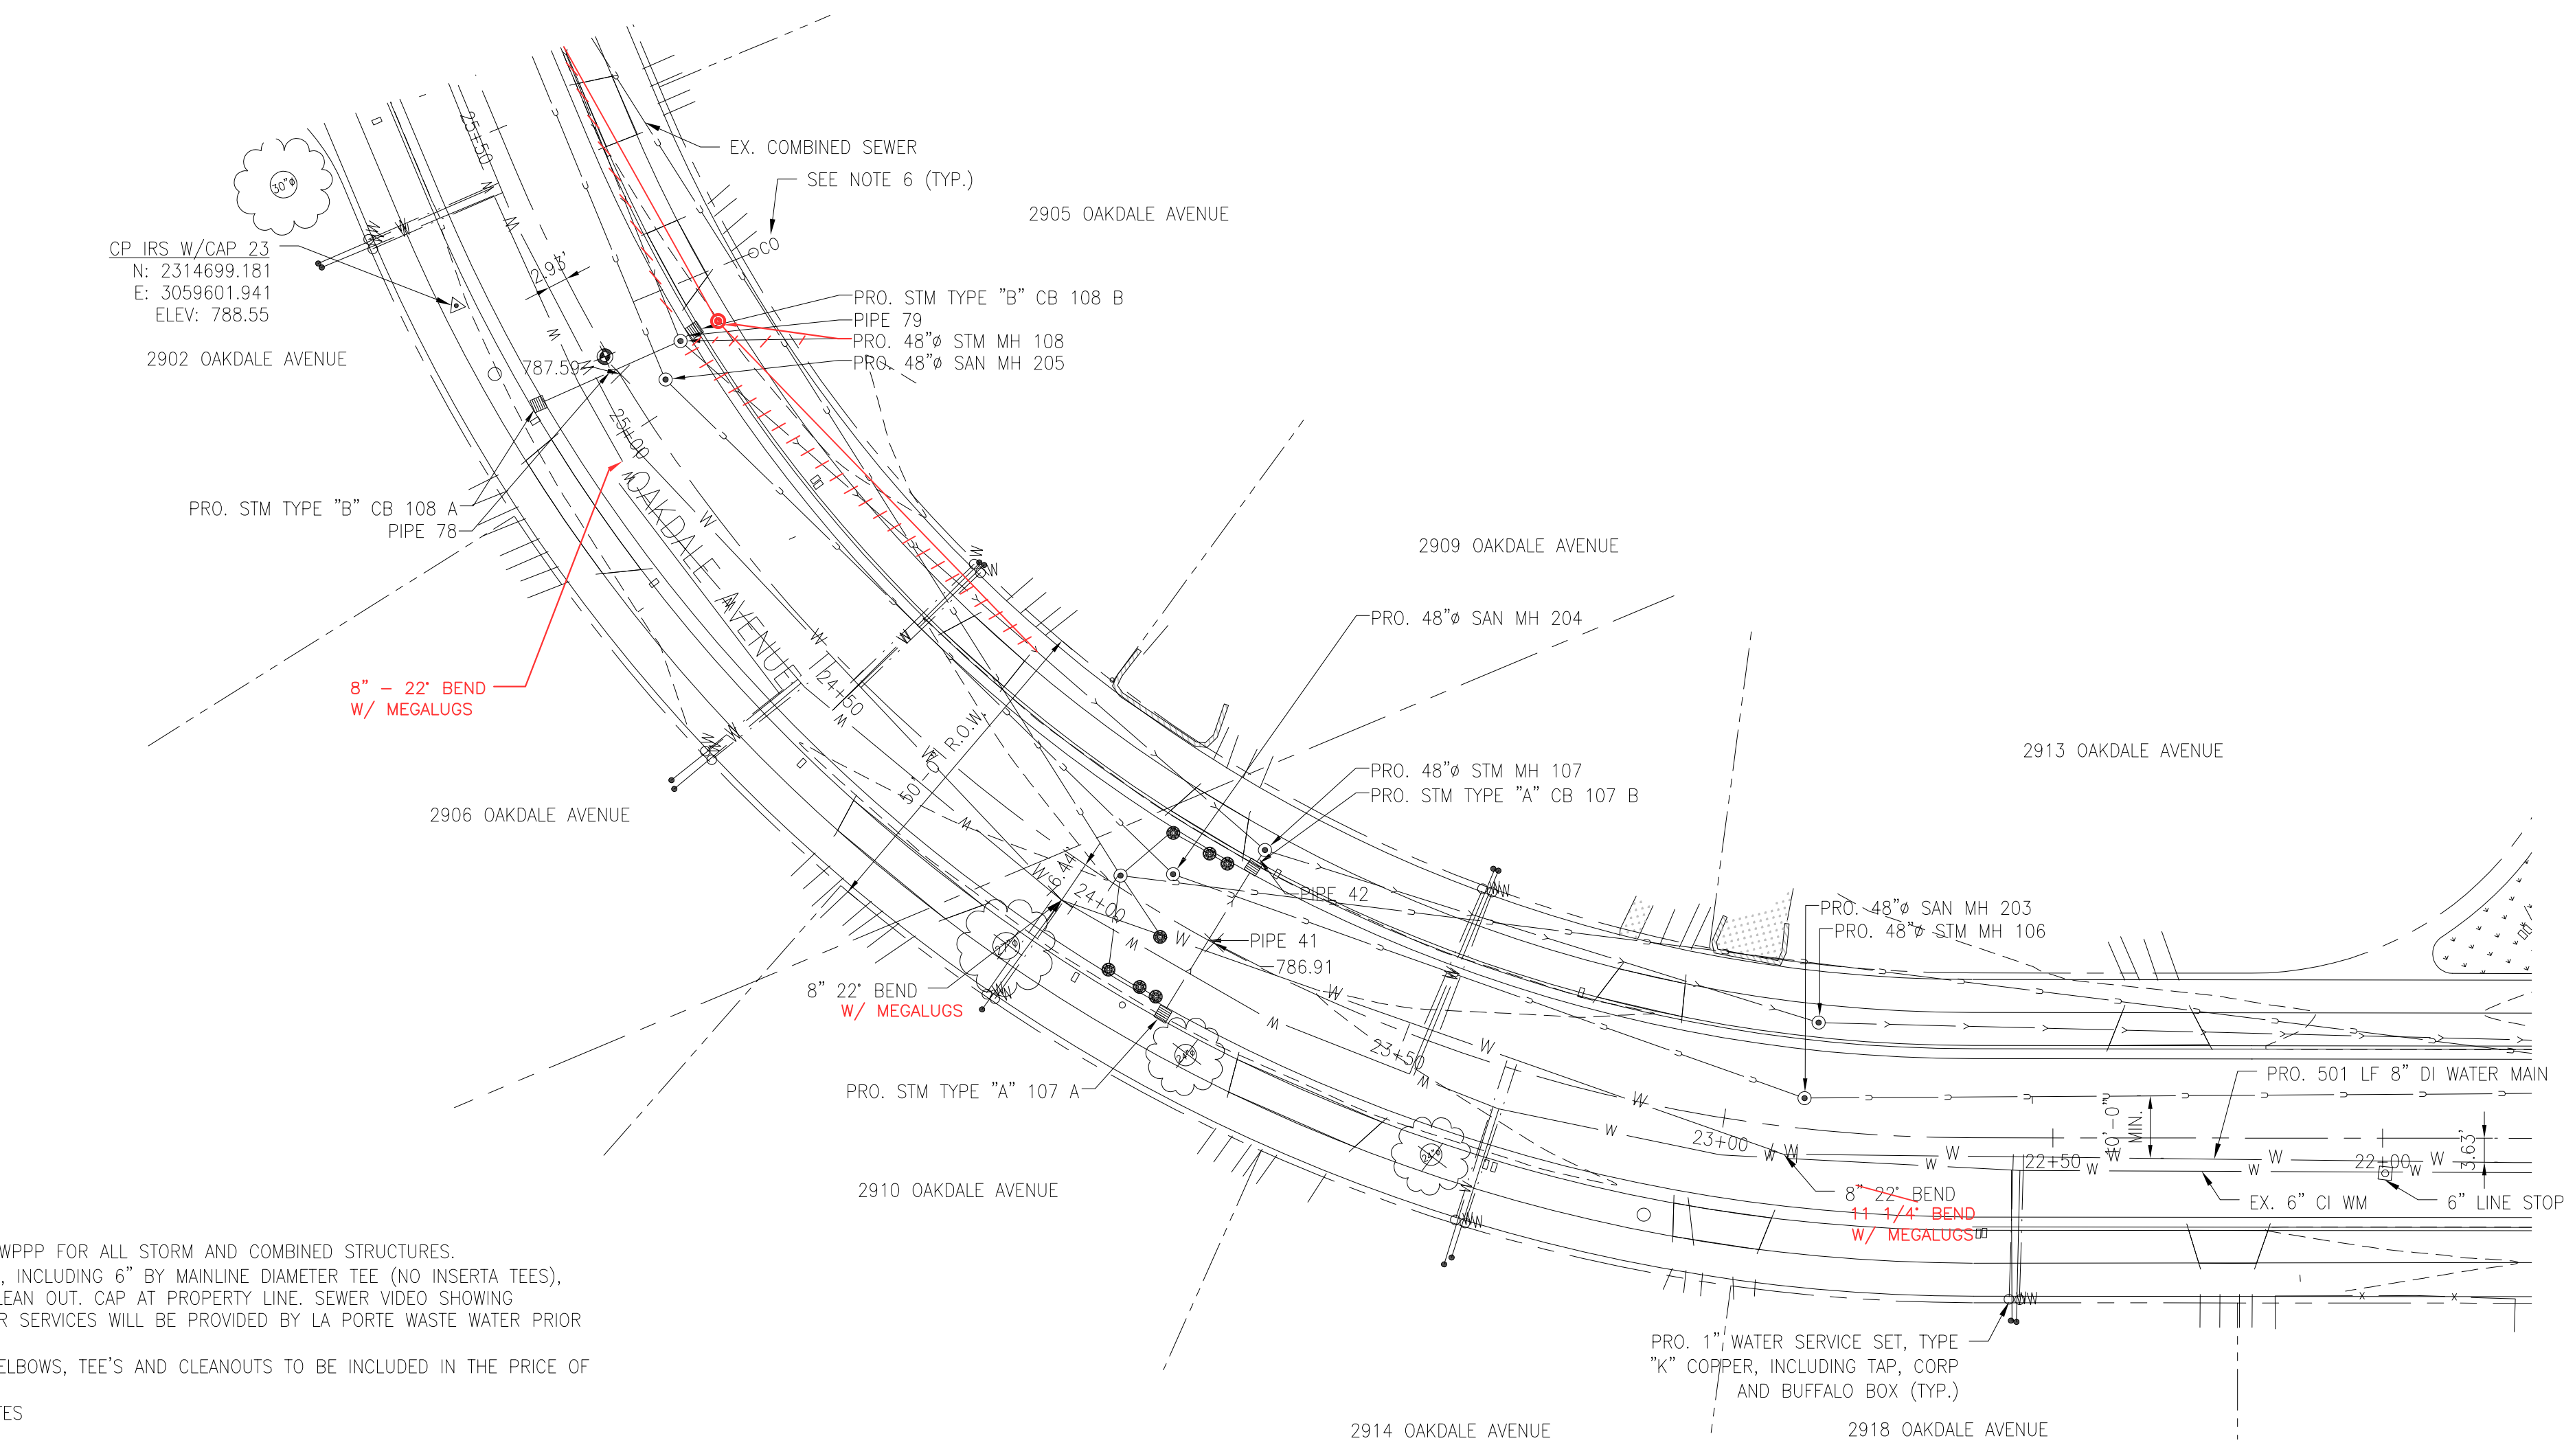 EX. COMBINED SEWER
SEE NOTE 6 (TYP.)
2905 OAKDALE AVENUE
25+50
30"ø
CP IRS W/CAP 23
N: 2314699.181
E: 3059601.941
ELEV: 788.55
2.93'
CO
PRO. STM TYPE "B" CB 108 B
PIPE 79
PRO. 48"ø STM MH 108
PRO. 48"ø SAN MH 205
2902 OAKDALE AVENUE
787.59
25+00
PRO. STM TYPE "B" CB 108 A
PIPE 78
OAKDALE AVENUE
2909 OAKDALE AVENUE
PRO. 48"ø SAN MH 204
8" - 22° BEND
W/ MEGALUGS
24+50
50' R.O.W.
2913 OAKDALE AVENUE
PRO. 48"ø STM MH 107
PRO. STM TYPE "A" CB 107 B
2906 OAKDALE AVENUE
6.44'
24+00
PIPE 42
PRO. 48"ø SAN MH 203
PRO. 48"ø STM MH 106
27"ø
PIPE 41
786.91
8" 22° BEND
W/ MEGALUGS
24"ø
23+50
PRO. STM TYPE "A" 107 A
PRO. 501 LF 8" DI WATER MAIN
10'-0"
MIN.
3.63'
24"ø
23+00
22+50
22+00
2910 OAKDALE AVENUE
8" 22° BEND
11 1/4° BEND
W/ MEGALUGS
EX. 6" CI WM
6" LINE STOP
WPPP FOR ALL STORM AND COMBINED STRUCTURES.
, INCLUDING 6" BY MAINLINE DIAMETER TEE (NO INSERTA TEES),
LEAN OUT. CAP AT PROPERTY LINE. SEWER VIDEO SHOWING
R SERVICES WILL BE PROVIDED BY LA PORTE WASTE WATER PRIOR
ELBOWS, TEE'S AND CLEANOUTS TO BE INCLUDED IN THE PRICE OF
TES
PRO. 1" WATER SERVICE SET, TYPE
"K" COPPER, INCLUDING TAP, CORP
AND BUFFALO BOX (TYP.)
2914 OAKDALE AVENUE
2918 OAKDALE AVENUE